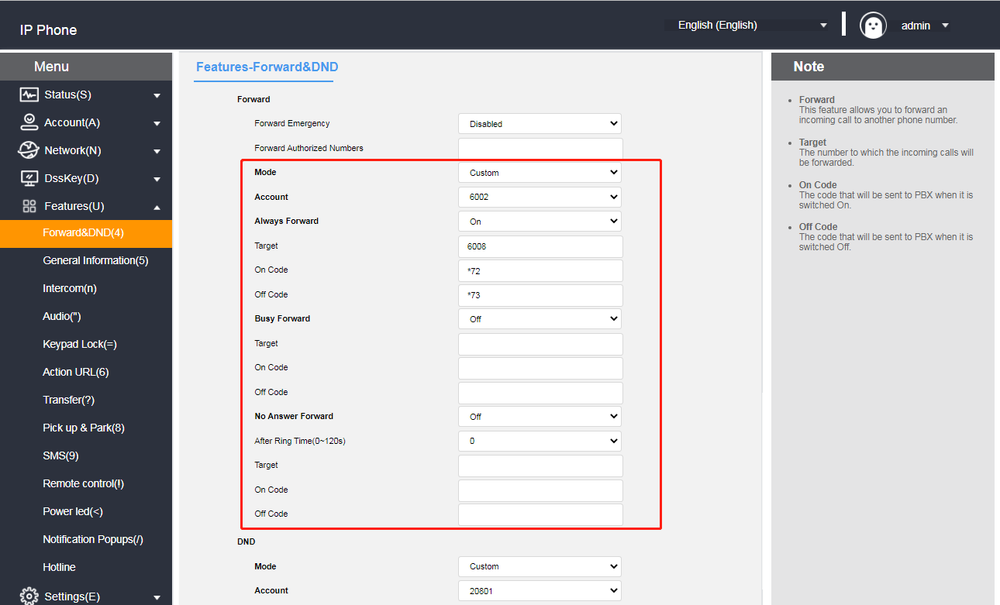 IP Phone
English (English)
admin
Menu
Status(S)
Account(A)
Network(N)
DssKey(D)
Features(U)
Forward&DND(4)
General Information(5)
Intercom(n)
Audio(")
Keypad Lock(=)
Action URL(6)
Transfer(?)
Pick up & Park(8)
SMS(9)
Remote control(!)
Power led(<)
Notification Popups(/)
Hotline
Settings(E)
Features-Forward&DND
Forward
Forward Emergency Disabled
Forward Authorized Numbers
Mode Custom
Account 6002
Always Forward On
Target 6008
On Code *72
Off Code *73
Busy Forward Off
Target
On Code
Off Code
No Answer Forward Off
After Ring Time(0~120s) 0
Target
On Code
Off Code
DND
Mode Custom
Account 20801
Note
Forward
This feature allows you to forward an
incoming call to another phone number.
Target
The number to which the incoming calls will
be forwarded.
On Code
The code that will be sent to PBX when it is
switched On.
Off Code
The code that will be sent to PBX when it is
switched Off.